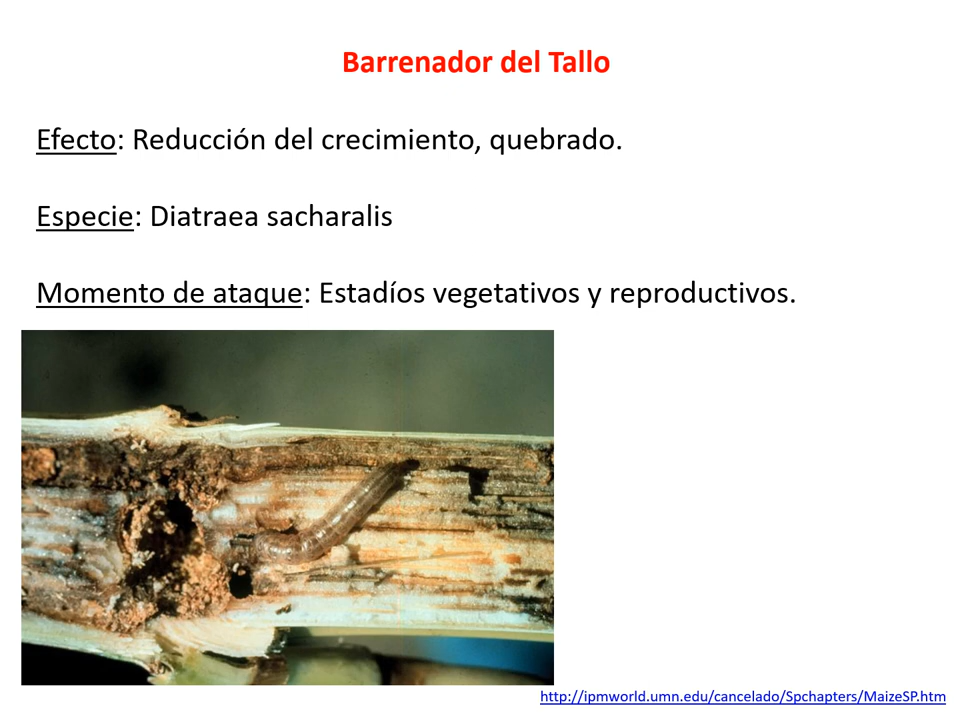 Barrenador del Tallo
Efecto: Reducción del crecimiento, quebrado.
Especie: Diatraea sacharalis
Momento de ataque: Estadíos vegetativos y reproductivos.
http://ipmworld.umn.edu/cancelado/Spchapters/MaizeSP.htm